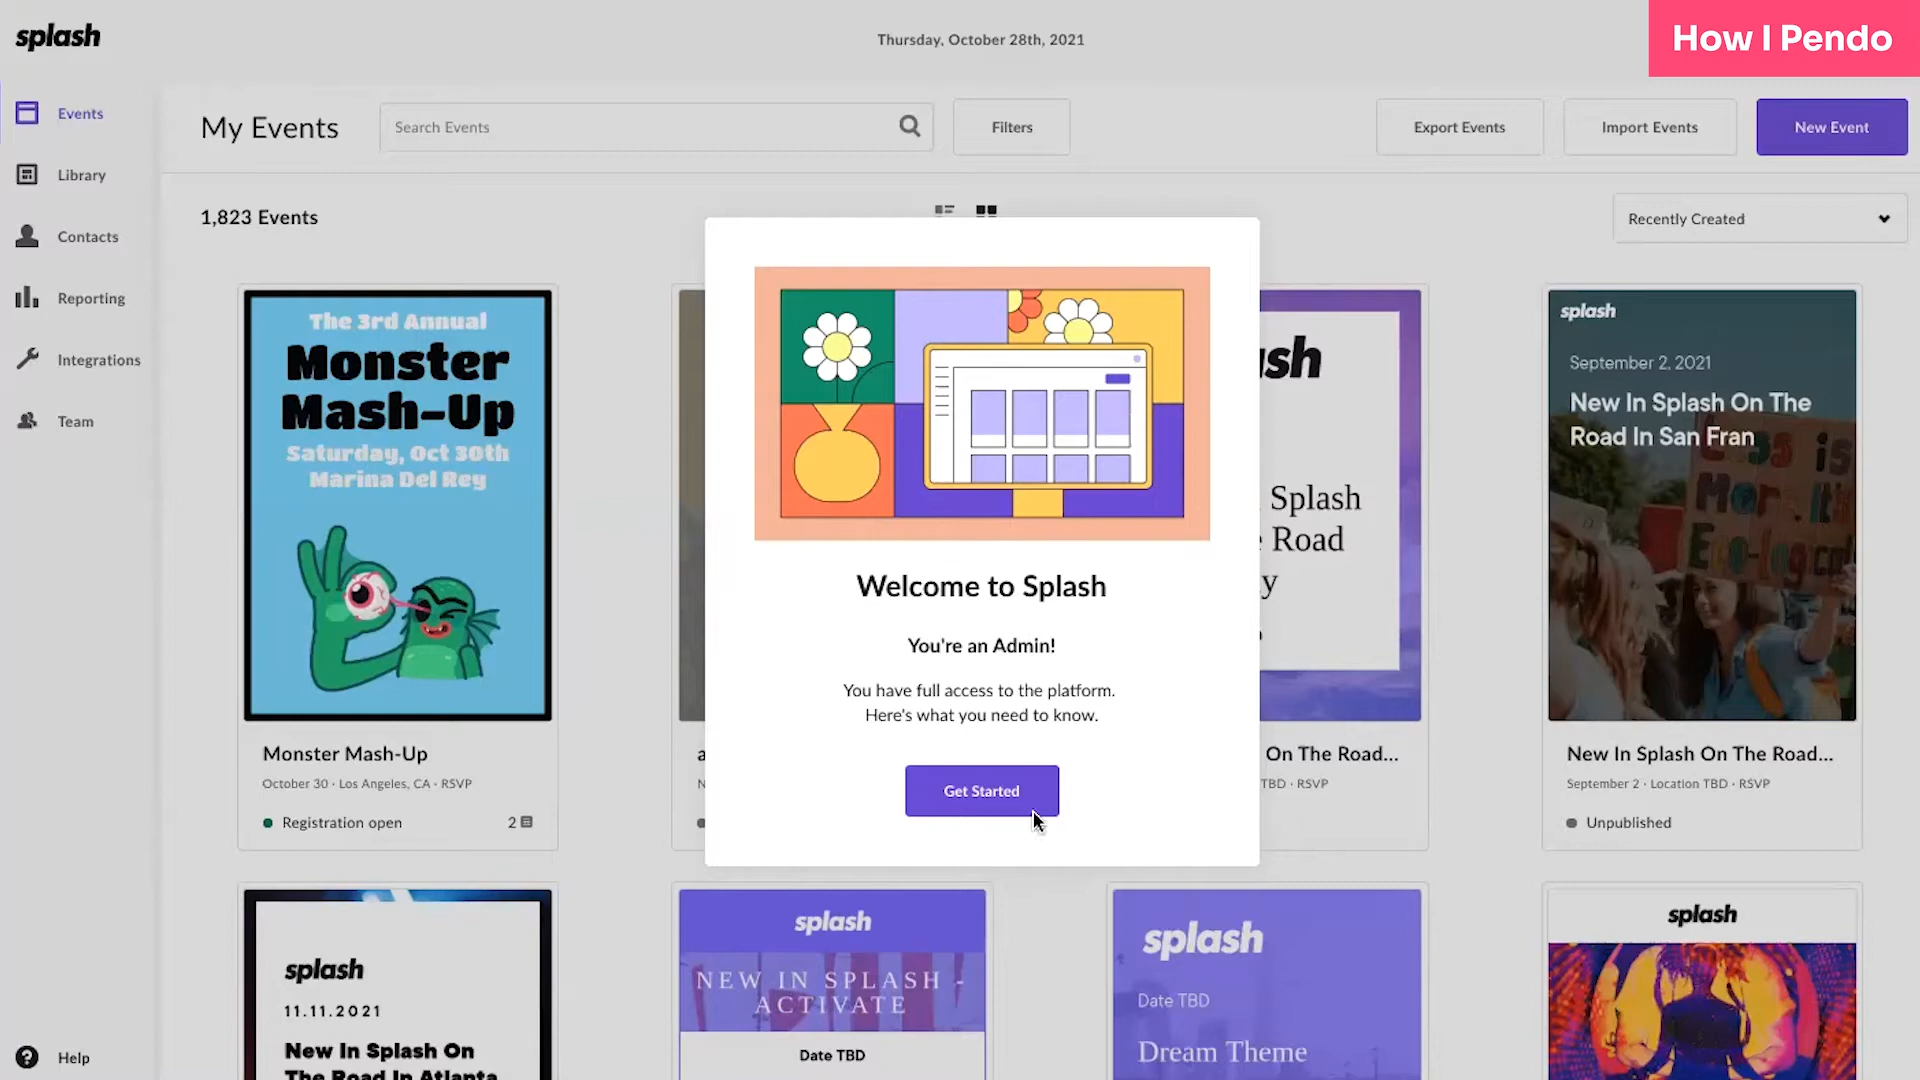 splash
Thursday, October 28th, 2021
How I Pendo
Events
Library
Contacts
Reporting
Integrations
Team
Help
My Events
Search Events
Filters
Export Events
Import Events
New Event
1,823 Events
Recently Created
The 3rd Annual
Monster
Mash-Up
Saturday, Oct 30th
Marina Del Rey
Monster Mash-Up
October 30 · Los Angeles, CA · RSVP
Registration open
2
a
N
Welcome to Splash
You're an Admin!
You have full access to the platform.
Here's what you need to know.
Get Started
sh
Splash
e Road
y
On The Road...
TBD · RSVP
splash
September 2, 2021
New In Splash On The
Road In San Fran
New In Splash On The Road...
September 2 · Location TBD · RSVP
Unpublished
splash
11.11.2021
New In Splash On
The Road In Atlanta
splash
NEW IN SPLASH -
ACTIVATE
Date TBD
splash
Date TBD
Dream Theme
splash